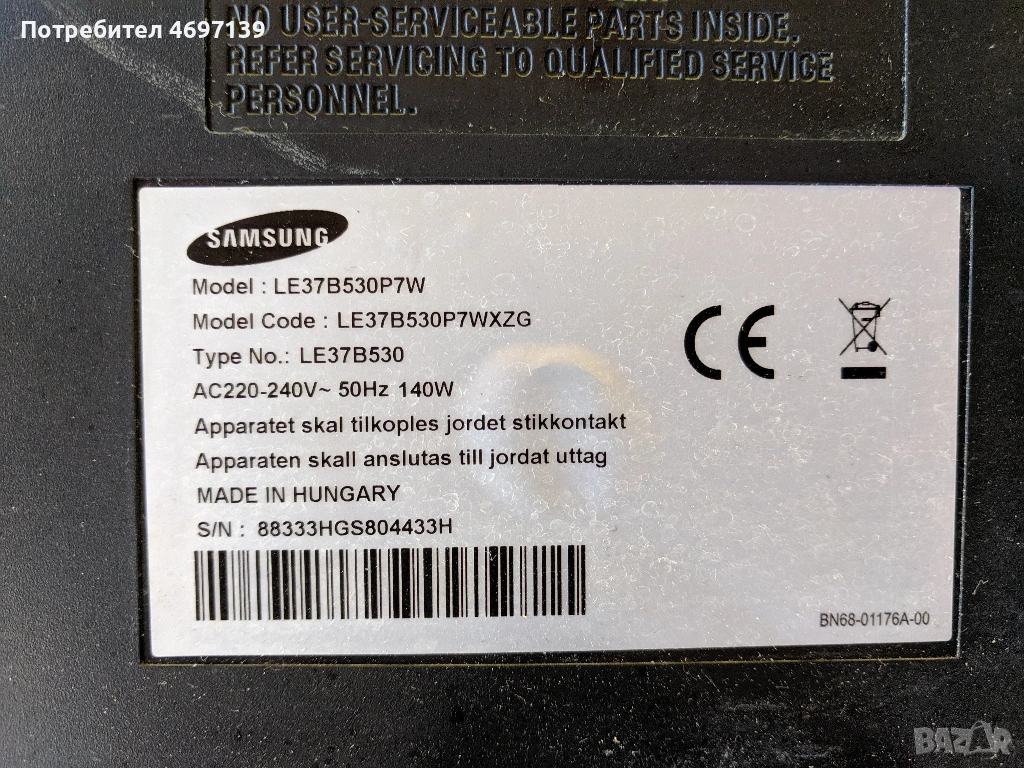 Потребител 4697139
NO USER-SERVICEABLE PARTS INSIDE.
REFER SERVICING TO QUALIFIED SERVICE
PERSONNEL.
SAMSUNG
Model : LE37B530P7W
Model Code : LE37B530P7WXZG
Type No.: LE37B530
AC220-240V~ 50Hz 140W
Apparatet skal tilkoples jordet stikkontakt
Apparaten skall anslutas till jordat uttag
MADE IN HUNGARY
S/N : 88333HGS804433H
CE
BN68-01176A-00
BAZAR